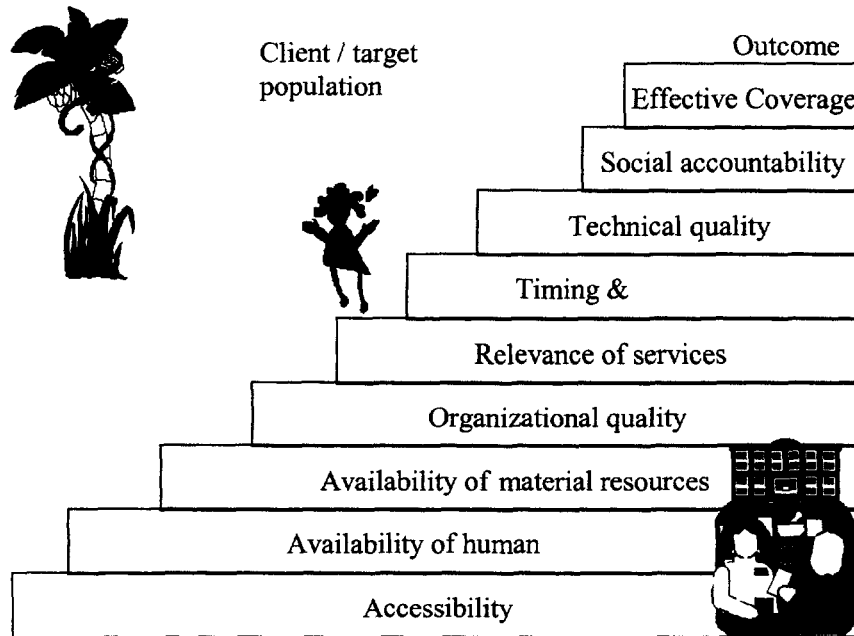 Client / target
population
Outcome
Effective Coverage
Social accountability
Technical quality
Timing &
Relevance of services
Organizational quality
Availability of material resources
Availability of human
Accessibility